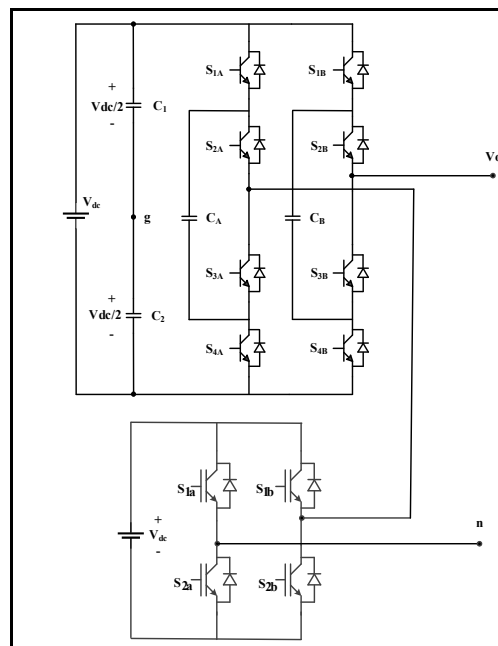 S1A
S1B
+
Vdc/2
-
C1
S2A
S2B
Vo
Vdc
g
CA
CB
+
Vdc/2
-
C2
S3A
S3B
S4A
S4B
S1a
S1b
+
Vdc
-
n
S2a
S2b